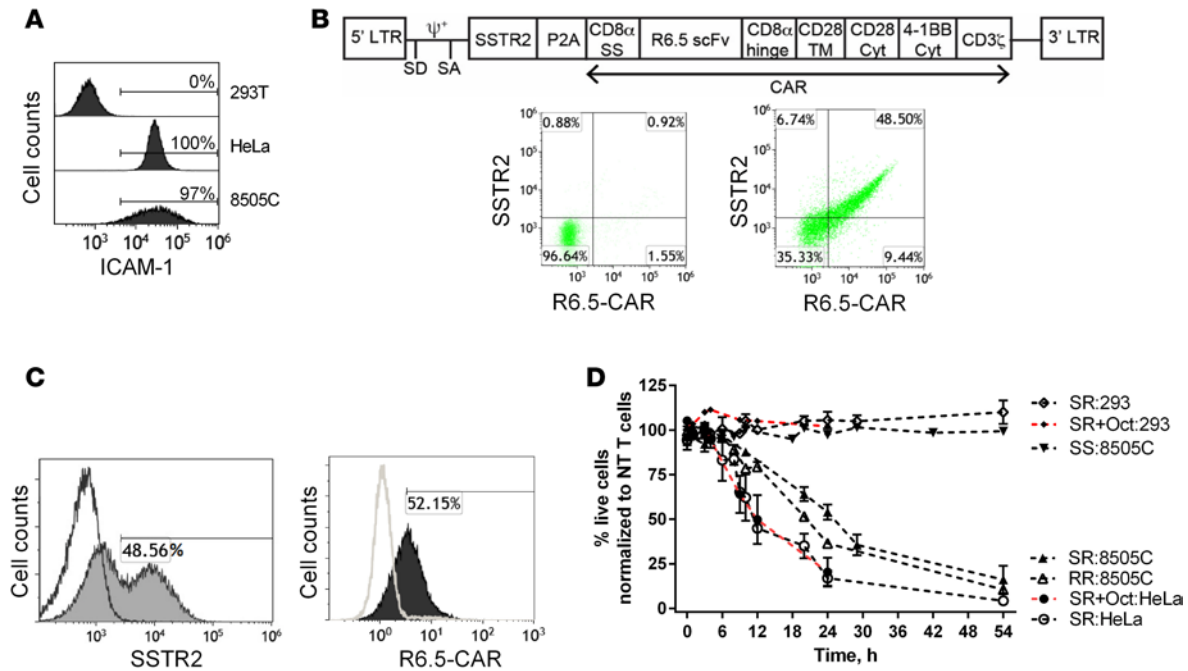 A
Cell counts
0%
293T
100%
HeLa
97%
8505C
10³ 10⁴ 10⁵ 10⁶
ICAM-1
B
5' LTR
ψ⁺
SD SA
SSTR2
P2A
CD8α SS
R6.5 scFv
CD8α hinge
CD28 TM
CD28 Cyt
4-1BB Cyt
CD3ζ
3' LTR
CAR
SSTR2
10⁶
10⁵
10⁴
10³
0.88% 0.92%
96.64% 1.55%
10³ 10⁴ 10⁵ 10⁶
R6.5-CAR
SSTR2
10⁶
10⁵
10⁴
10³
6.74% 48.50%
35.33% 9.44%
10³ 10⁴ 10⁵ 10⁶
R6.5-CAR
C
Cell counts
48.56%
10³ 10⁴ 10⁵
SSTR2
Cell counts
52.15%
10⁰ 10¹ 10² 10³
R6.5-CAR
D
% live cells
normalized to NT T cells
125
100
75
50
25
0
0 6 12 18 24 30 36 42 48 54
Time, h
SR:293
SR+Oct:293
SS:8505C
SR:8505C
RR:8505C
SR+Oct:HeLa
SR:HeLa